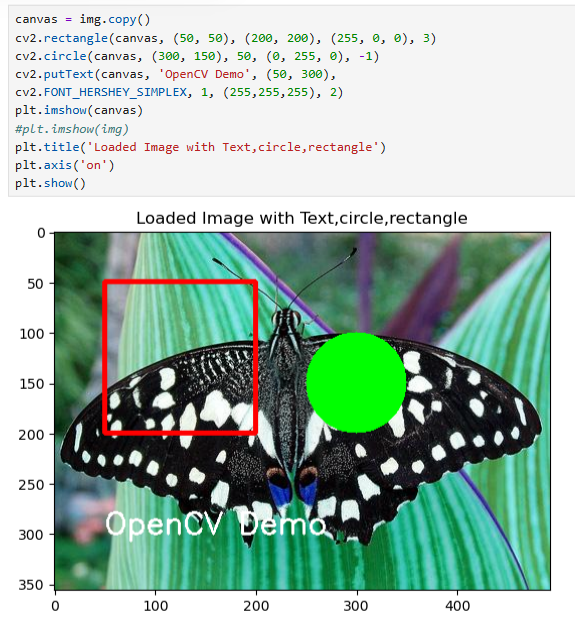 canvas = img.copy()
cv2.rectangle(canvas, (50, 50), (200, 200), (255, 0, 0), 3)
cv2.circle(canvas, (300, 150), 50, (0, 255, 0), -1)
cv2.putText(canvas, 'OpenCV Demo', (50, 300),
cv2.FONT_HERSHEY_SIMPLEX, 1, (255,255,255), 2)
plt.imshow(canvas)
#plt.imshow(img)
plt.title('Loaded Image with Text,circle,rectangle')
plt.axis('on')
plt.show()
Loaded Image with Text,circle,rectangle
0
50
100
150
200
250
OpenCV Demo
300
350
0 100 200 300 400